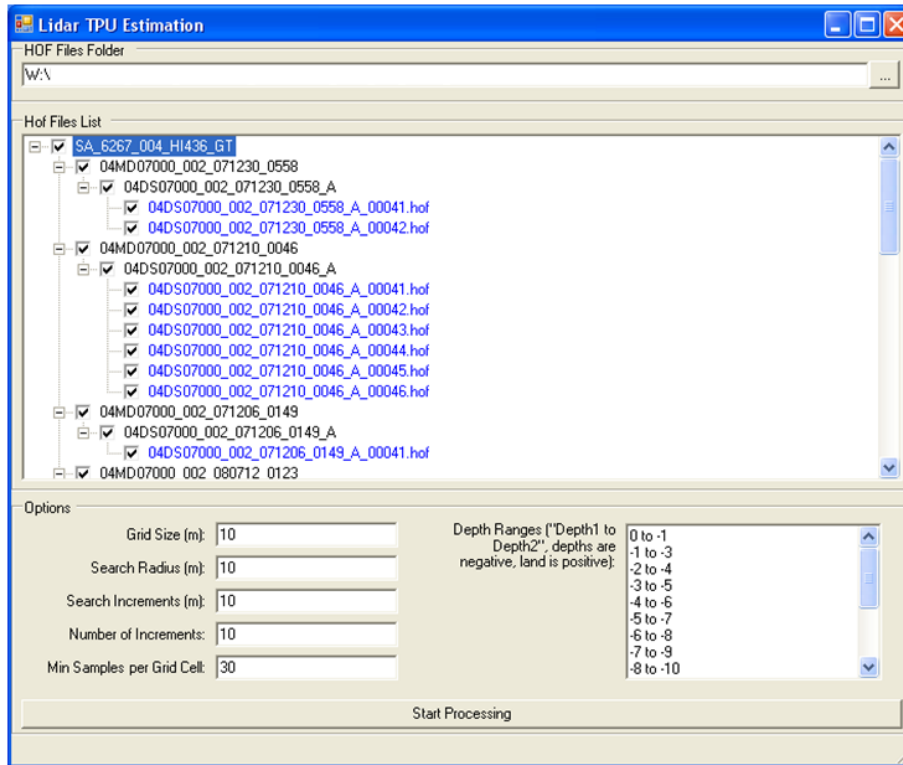 Lidar TPU Estimation
HOF Files Folder
W:\
...
Hof Files List
SA_6267_004_HI436_GT
04MD07000_002_071230_0558
04DS07000_002_071230_0558_A
04DS07000_002_071230_0558_A_00041.hof
04DS07000_002_071230_0558_A_00042.hof
04MD07000_002_071210_0046
04DS07000_002_071210_0046_A
04DS07000_002_071210_0046_A_00041.hof
04DS07000_002_071210_0046_A_00042.hof
04DS07000_002_071210_0046_A_00043.hof
04DS07000_002_071210_0046_A_00044.hof
04DS07000_002_071210_0046_A_00045.hof
04DS07000_002_071210_0046_A_00046.hof
04MD07000_002_071206_0149
04DS07000_002_071206_0149_A
04DS07000_002_071206_0149_A_00041.hof
04MD07000_002_080712_0123
Options
Grid Size (m): 10
Search Radius (m): 10
Search Increments (m): 10
Number of Increments: 10
Min Samples per Grid Cell: 30
Depth Ranges ("Depth1 to
Depth2", depths are
negative, land is positive):
0 to -1
-1 to -3
-2 to -4
-3 to -5
-4 to -6
-5 to -7
-6 to -8
-7 to -9
-8 to -10
Start Processing